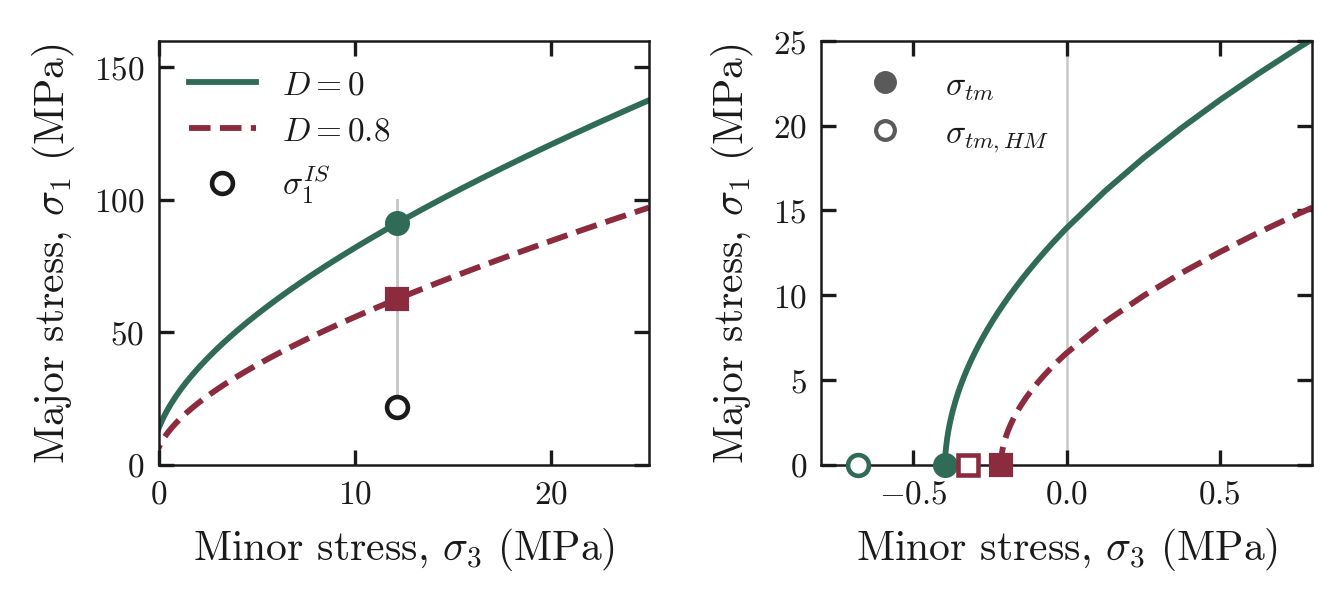 Major stress, σ₁ (MPa)
150
100
50
0
D = 0
D = 0.8
σ₁ᴵˢ
0 10 20
Minor stress, σ₃ (MPa)
Major stress, σ₁ (MPa)
25
20
15
10
5
0
σₜₘ
σₜₘ, HM
−0.5 0.0 0.5
Minor stress, σ₃ (MPa)